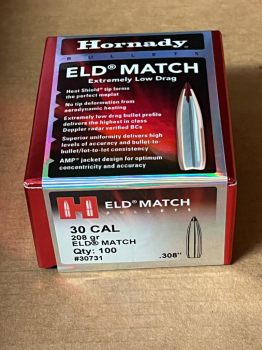 Hornady
BULLETS
ELD® MATCH
Extremely Low Drag
Heat Shield® tip forms
the perfect meplat
No tip deformation from
aerodynamic heating
Extremely low drag bullet profile
delivers the highest in class
Doppler radar verified BCs
Superior uniformity delivers high
levels of accuracy and bullet-to-
bullet/lot-to-lot consistency
AMP® jacket design for optimum
concentricity and accuracy
H
ELD® MATCH
BULLETS
30 CAL
208 gr
ELD® MATCH
Qty: 100
#30731
.308"